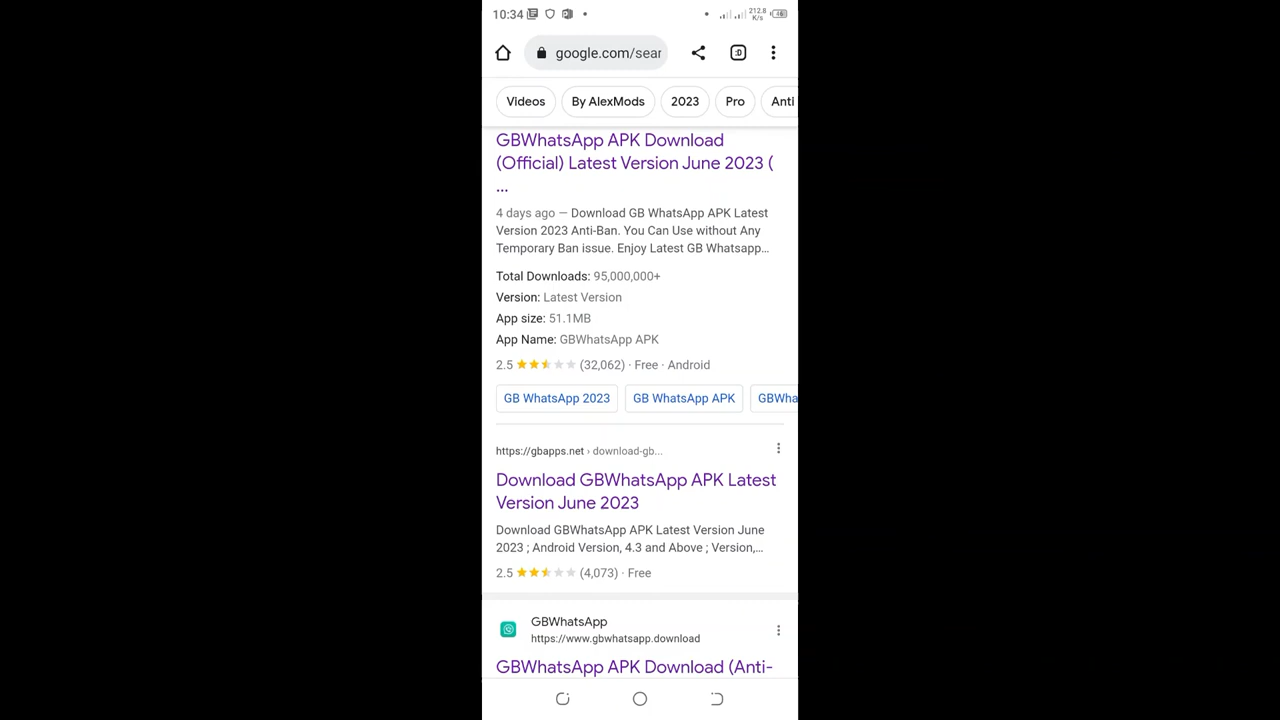 10:34
212.8
K/s
46
google.com/sear
:D
Videos
By AlexMods
2023
Pro
Anti
GBWhatsApp APK Download
(Official) Latest Version June 2023 (
...
4 days ago — Download GB WhatsApp APK Latest
Version 2023 Anti-Ban. You Can Use without Any
Temporary Ban issue. Enjoy Latest GB Whatsapp...
Total Downloads: 95,000,000+
Version: Latest Version
App size: 51.1MB
App Name: GBWhatsApp APK
2.5 (32,062) · Free · Android
GB WhatsApp 2023
GB WhatsApp APK
GBWha
https://gbapps.net › download-gb...
Download GBWhatsApp APK Latest
Version June 2023
Download GBWhatsApp APK Latest Version June
2023 ; Android Version, 4.3 and Above ; Version,...
2.5 (4,073) · Free
GBWhatsApp
https://www.gbwhatsapp.download
GBWhatsApp APK Download (Anti-